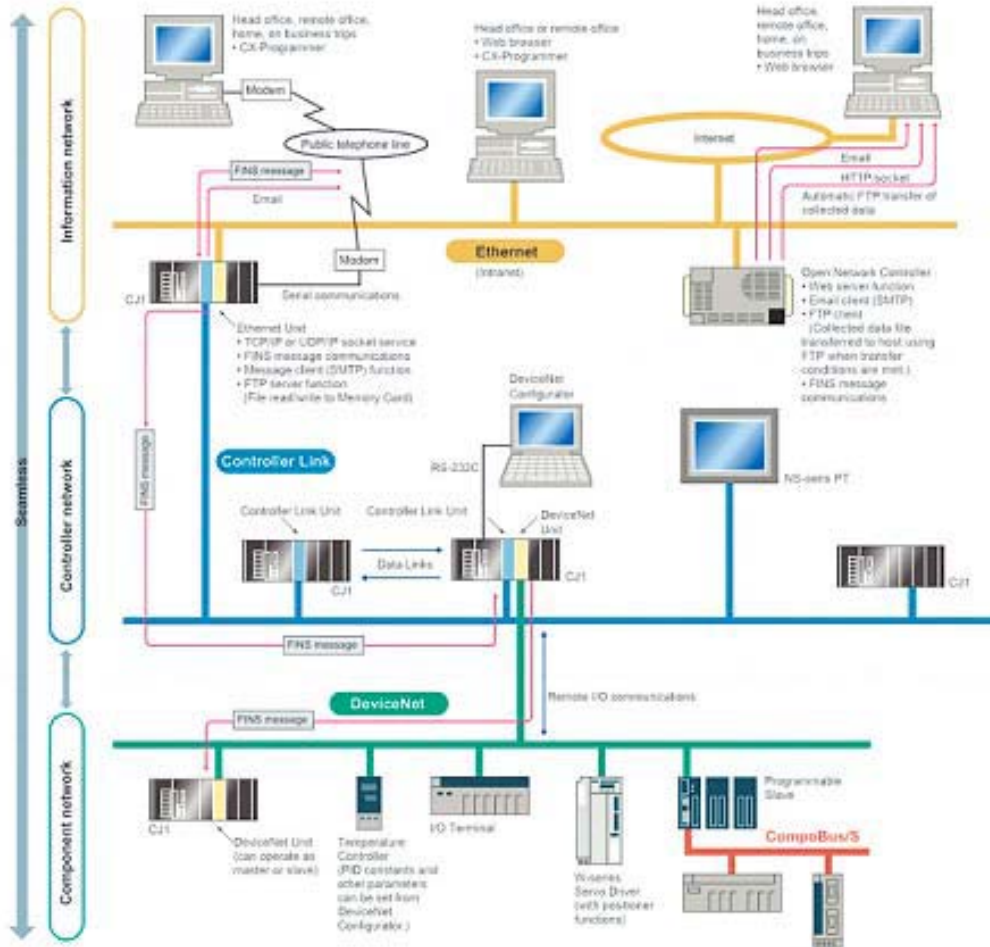 Head office, remote office,
home, on business trips
• CX-Programmer
Modem
Public telephone line
FINS message
Email
Modem
Serial communications
Head office or remote office
• Web browser
• CX-Programmer
Head office,
remote office,
home, on
business trips
• Web browser
Internet
Email
HTTP socket
Automatic FTP transfer of
collected data
Ethernet
(Intranet)
CJ1
Ethernet Unit
• TCP/IP or UDP/IP socket service
• FINS message communications
• Message client (SMTP) function
• FTP server function
(File read/write to Memory Card)
Open Network Controller
• Web server function
• Email client (SMTP)
• FTP client
(Collected data file
transferred to host using
FTP when transfer
conditions are met.)
• FINS message
communications
Seamless
Information network
Controller network
Component network
FINS message
Controller Link
DeviceNet
Configurator
RS-232C
NS-series PT
Controller Link Unit
Controller Link Unit
DeviceNet
Unit
Data Links
CJ1
CJ1
CJ1
FINS message
Remote I/O communications
DeviceNet
FINS message
CJ1
DeviceNet Unit
(can operate as
master or slave)
Temperature
Controller
(PID constants and
other parameters
can be set from
DeviceNet
Configurator.)
I/O Terminal
W-series
Servo Driver
(with positioner
functions)
Programmable
Slave
CompoBus/S